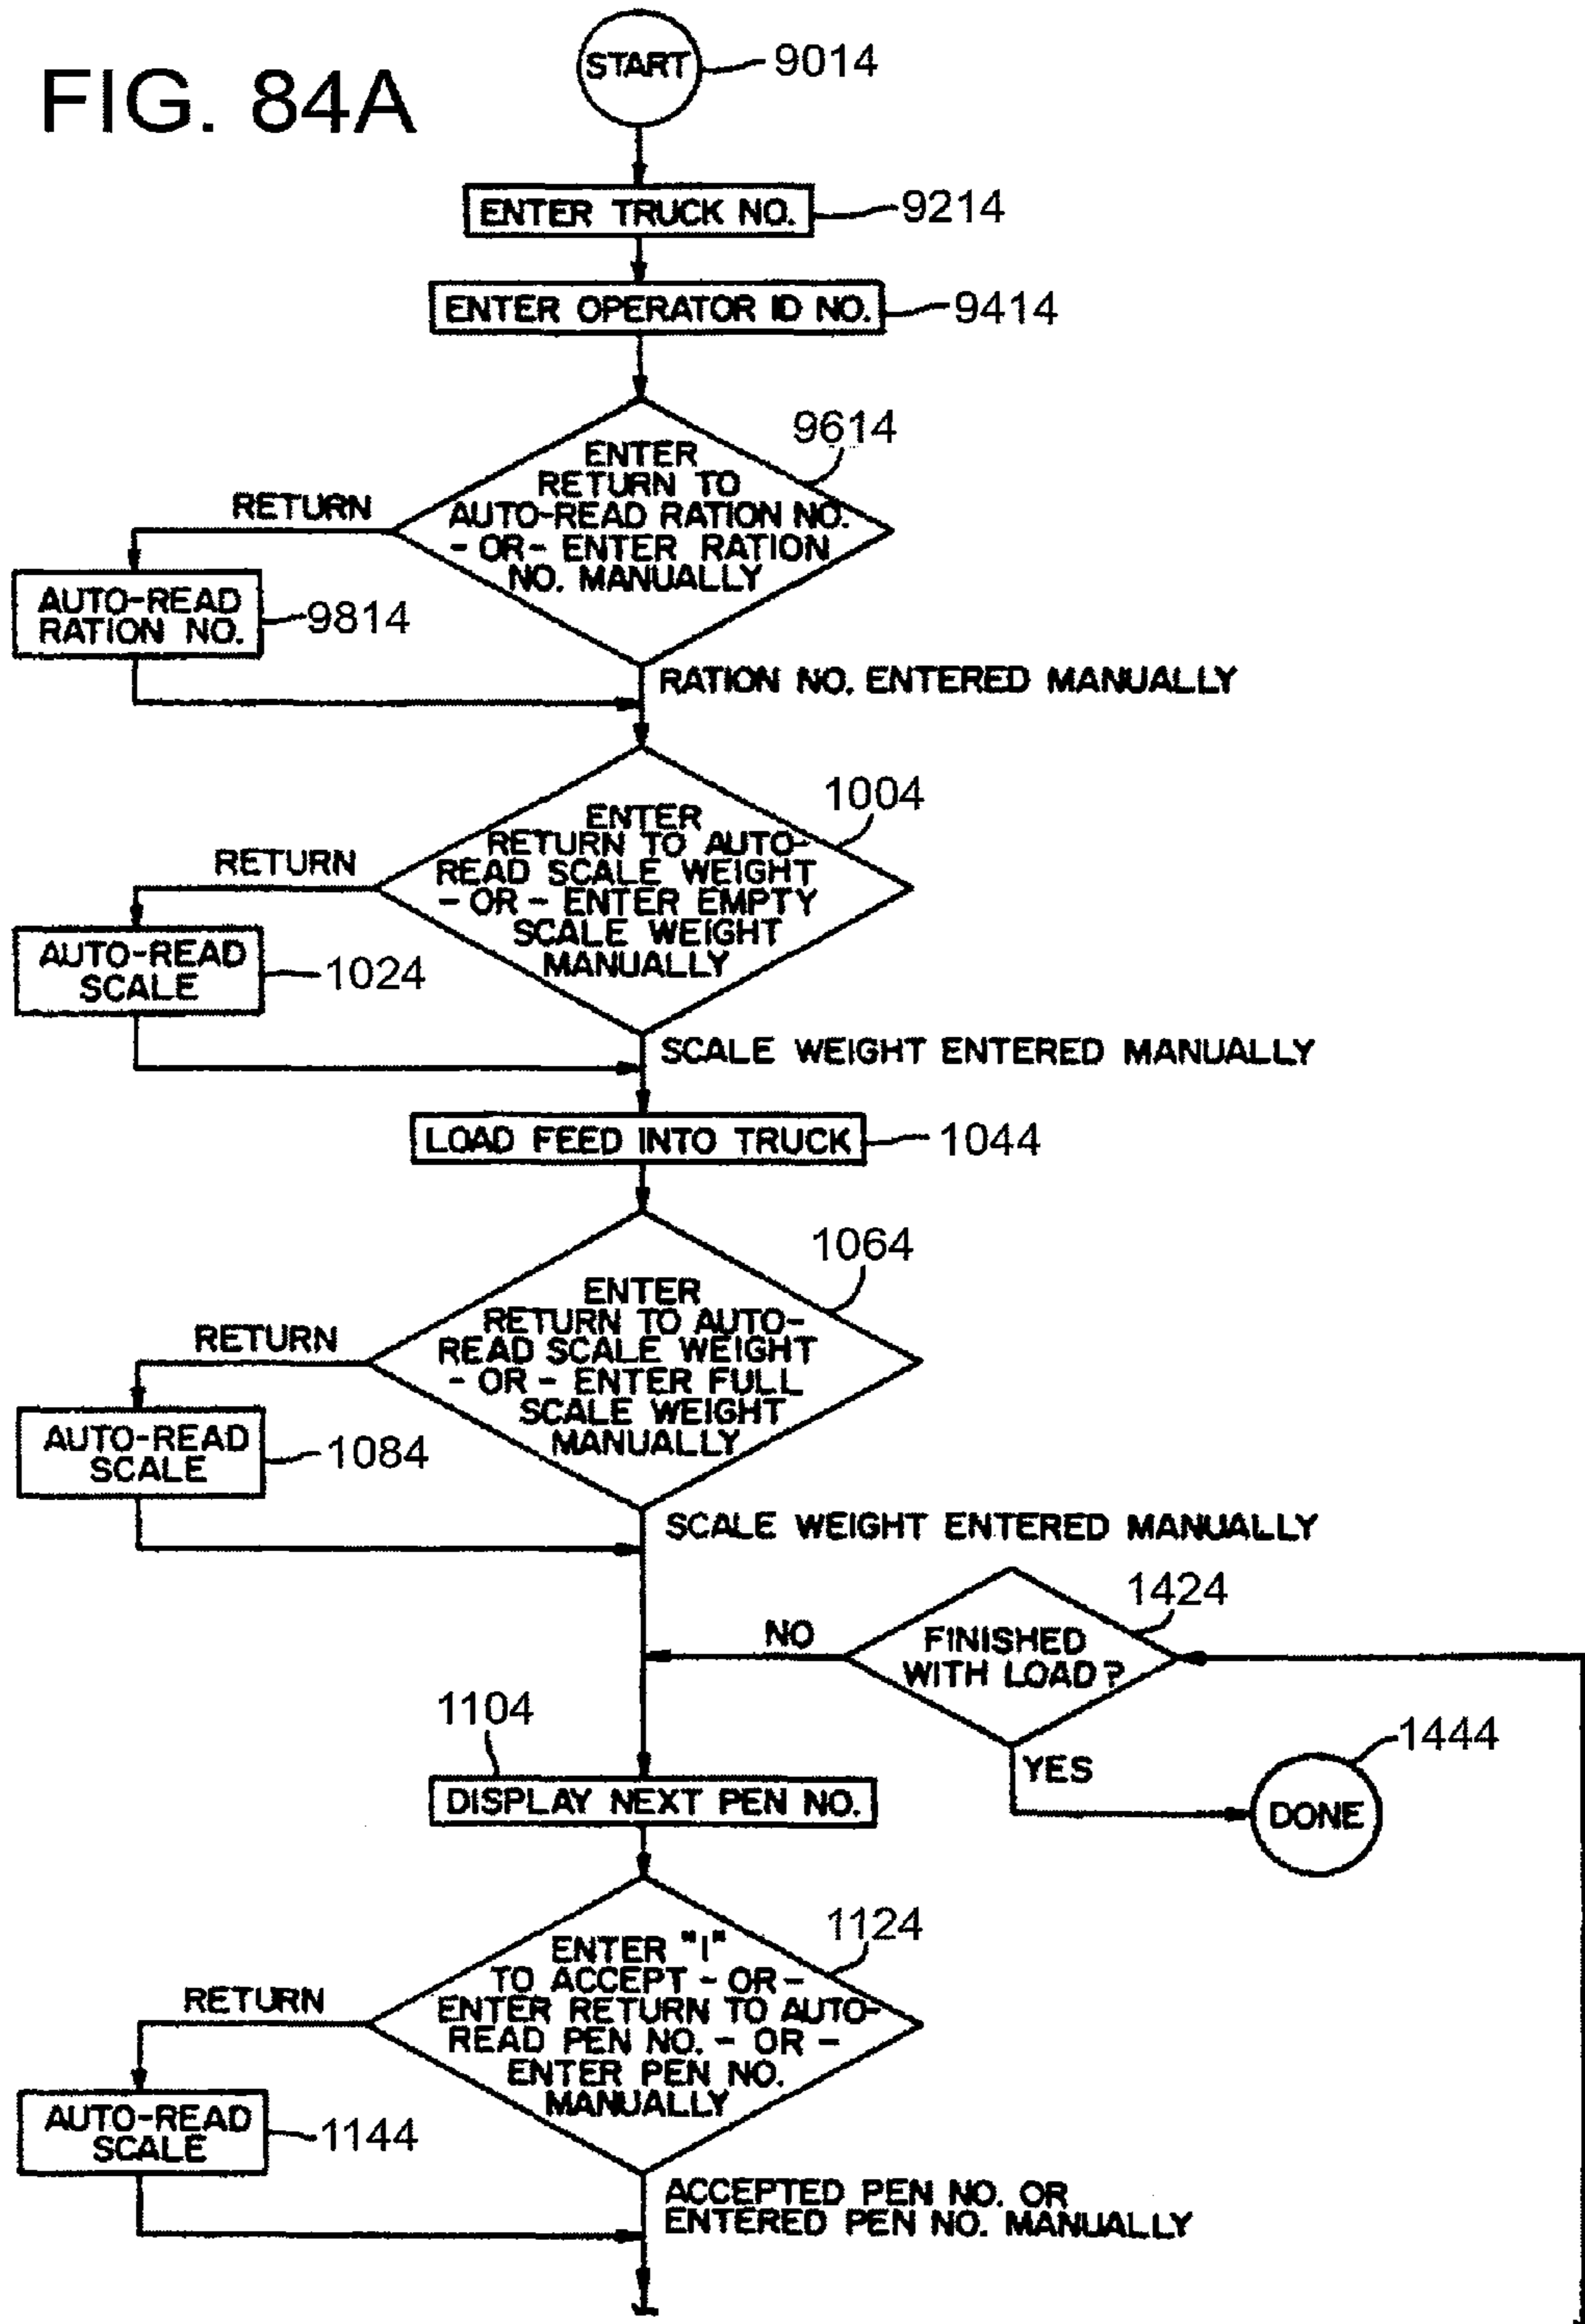 FIG. 84A
START
9014
ENTER TRUCK NO.
9214
ENTER OPERATOR ID NO.
9414
9614
ENTER
RETURN TO
AUTO-READ RATION NO.
- OR - ENTER RATION
NO. MANUALLY
RETURN
AUTO-READ
RATION NO.
9814
RATION NO. ENTERED MANUALLY
1004
ENTER
RETURN TO AUTO-
READ SCALE WEIGHT
- OR - ENTER EMPTY
SCALE WEIGHT
MANUALLY
RETURN
AUTO-READ
SCALE
1024
SCALE WEIGHT ENTERED MANUALLY
LOAD FEED INTO TRUCK
1044
1064
ENTER
RETURN TO AUTO-
READ SCALE WEIGHT
- OR - ENTER FULL
SCALE WEIGHT
MANUALLY
RETURN
AUTO-READ
SCALE
1084
SCALE WEIGHT ENTERED MANUALLY
1424
NO
FINISHED
WITH LOAD?
YES
1444
DONE
1104
DISPLAY NEXT PEN NO.
1124
ENTER "1"
TO ACCEPT - OR -
ENTER RETURN TO AUTO-
READ PEN NO. - OR -
ENTER PEN NO.
MANUALLY
RETURN
AUTO-READ
SCALE
1144
ACCEPTED PEN NO. OR
ENTERED PEN NO. MANUALLY